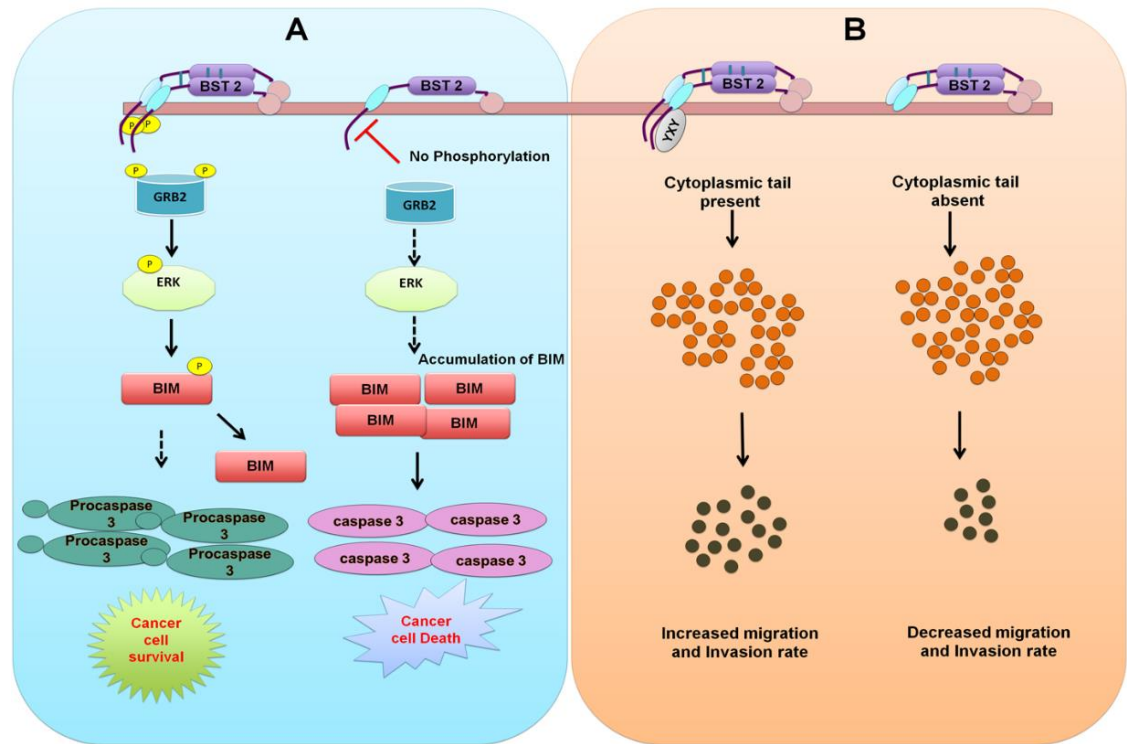 A
B
BST 2
BST 2
BST 2
BST 2
P
P
YXY
No Phosphorylation
P
P
GRB2
GRB2
Cytoplasmic tail
present
Cytoplasmic tail
absent
P
ERK
ERK
Accumulation of BIM
P
BIM
BIM
BIM
BIM
BIM
BIM
Procaspase
3
Procaspase
3
Procaspase
3
Procaspase
3
caspase 3
caspase 3
caspase 3
caspase 3
Cancer
cell
survival
Cancer
cell Death
Increased migration
and Invasion rate
Decreased migration
and Invasion rate